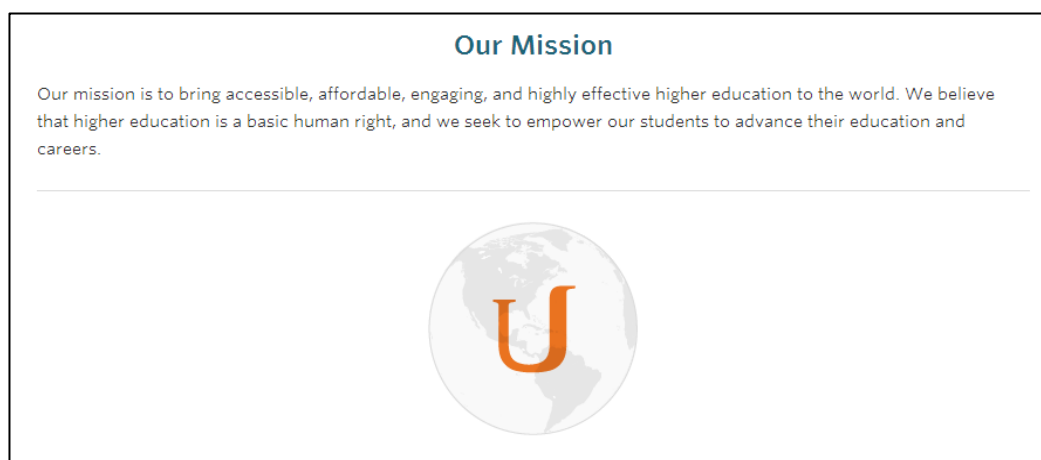 Our Mission
Our mission is to bring accessible, affordable, engaging, and highly effective higher education to the world. We believe
that higher education is a basic human right, and we seek to empower our students to advance their education and
careers.
U